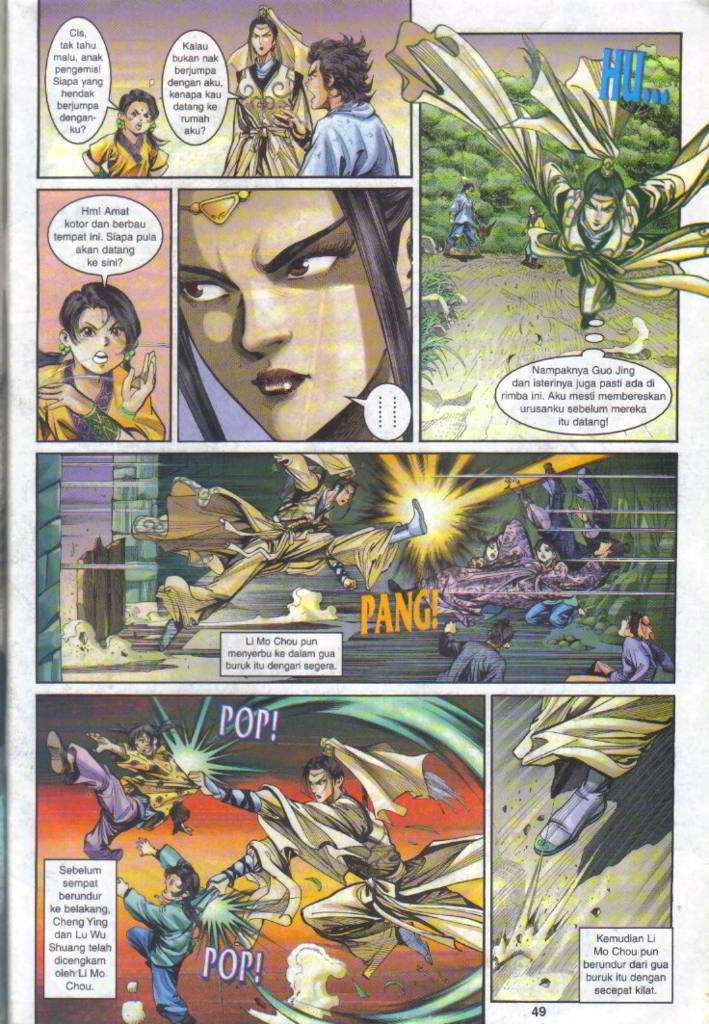 Cis,
tak tahu
malu, anak
pengemis!
Siapa yang
hendak
berjumpa
dengan-
ku?
Kalau
bukan nak
berjumpa
dengan aku,
kenapa kau
datang ke
rumah
aku?
HU...
Nampaknya Guo Jing
dan isterinya juga pasti ada di
rimba ini. Aku mesti membereskan
urusanku sebelum mereka
itu datang!
Hm! Amat
kotor dan berbau
tempat ini. Siapa pula
akan datang
ke sini?
......
PANG!
Li Mo Chou pun
menyerbu ke dalam gua
buruk itu dengan segera.
POP!
POP!
Sebelum
sempat
berundur
ke belakang,
Cheng Ying
dan Lu Wu
Shuang telah
dicengkam
oleh Li Mo
Chou.
Kemudian Li
Mo Chou pun
berundur dari gua
buruk itu dengan
secepat kilat.
49